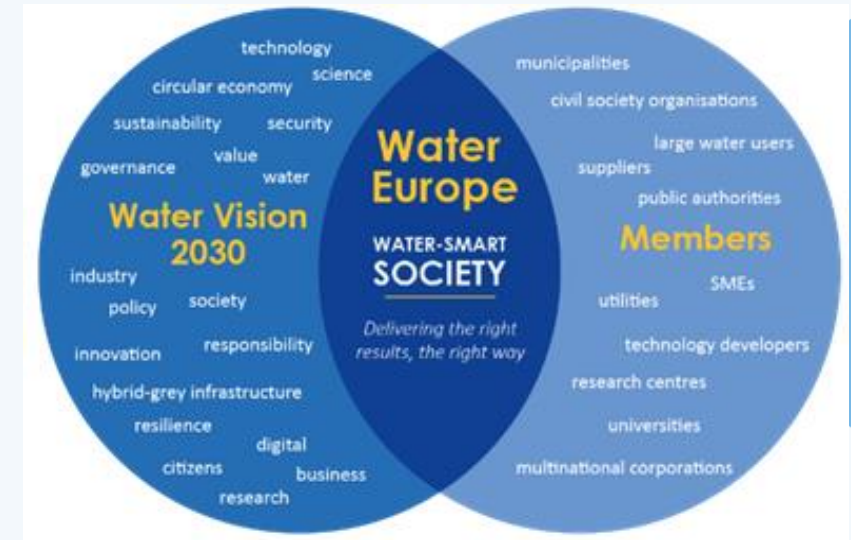 technology
science
circular economy
sustainability
security
value
governance
water
Water Vision
2030
industry
society
policy
responsibility
innovation
hybrid-grey infrastructure
resilience
digital
citizens
business
research
Water
Europe
WATER-SMART
SOCIETY
Delivering the right
results, the right way
municipalities
civil society organisations
large water users
suppliers
public authorities
Members
SMEs
utilities
technology developers
research centres
universities
multinational corporations